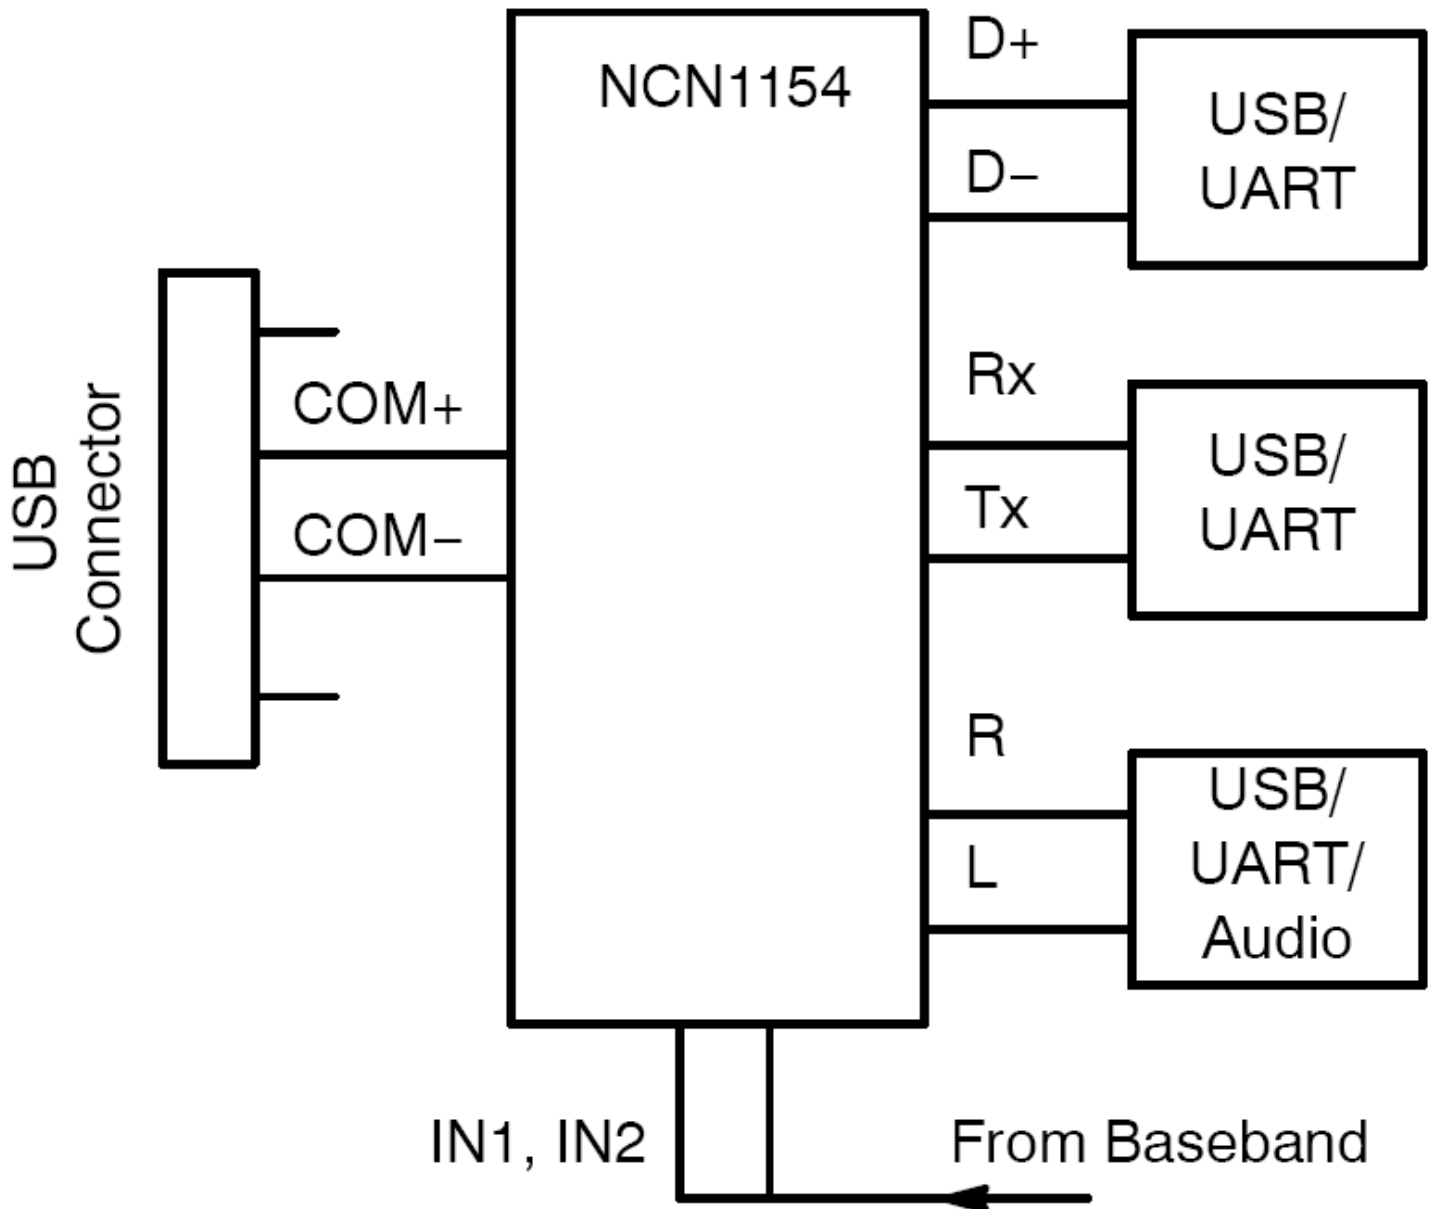 NCN1154
D+
D−
USB/
UART
USB
Connector
COM+
COM−
Rx
Tx
USB/
UART
R
L
USB/
UART/
Audio
IN1, IN2
From Baseband